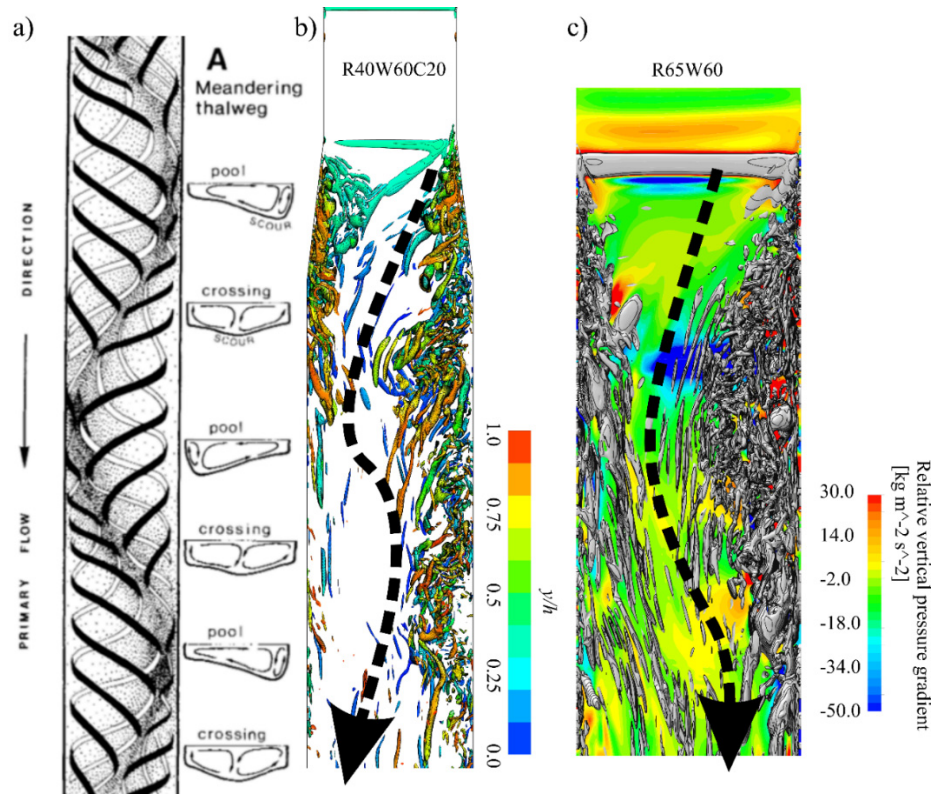 a)
A
Meandering
thalweg
pool
SCOUR
crossing
SCOUR
pool
crossing
pool
crossing
DIRECTION
PRIMARY FLOW
b)
R40W60C20
1.0
0.75
0.5
0.25
0.0
y/h
c)
R65W60
30.0
14.0
-2.0
-18.0
-34.0
-50.0
Relative vertical pressure gradient
[kg m^-2 s^-2]